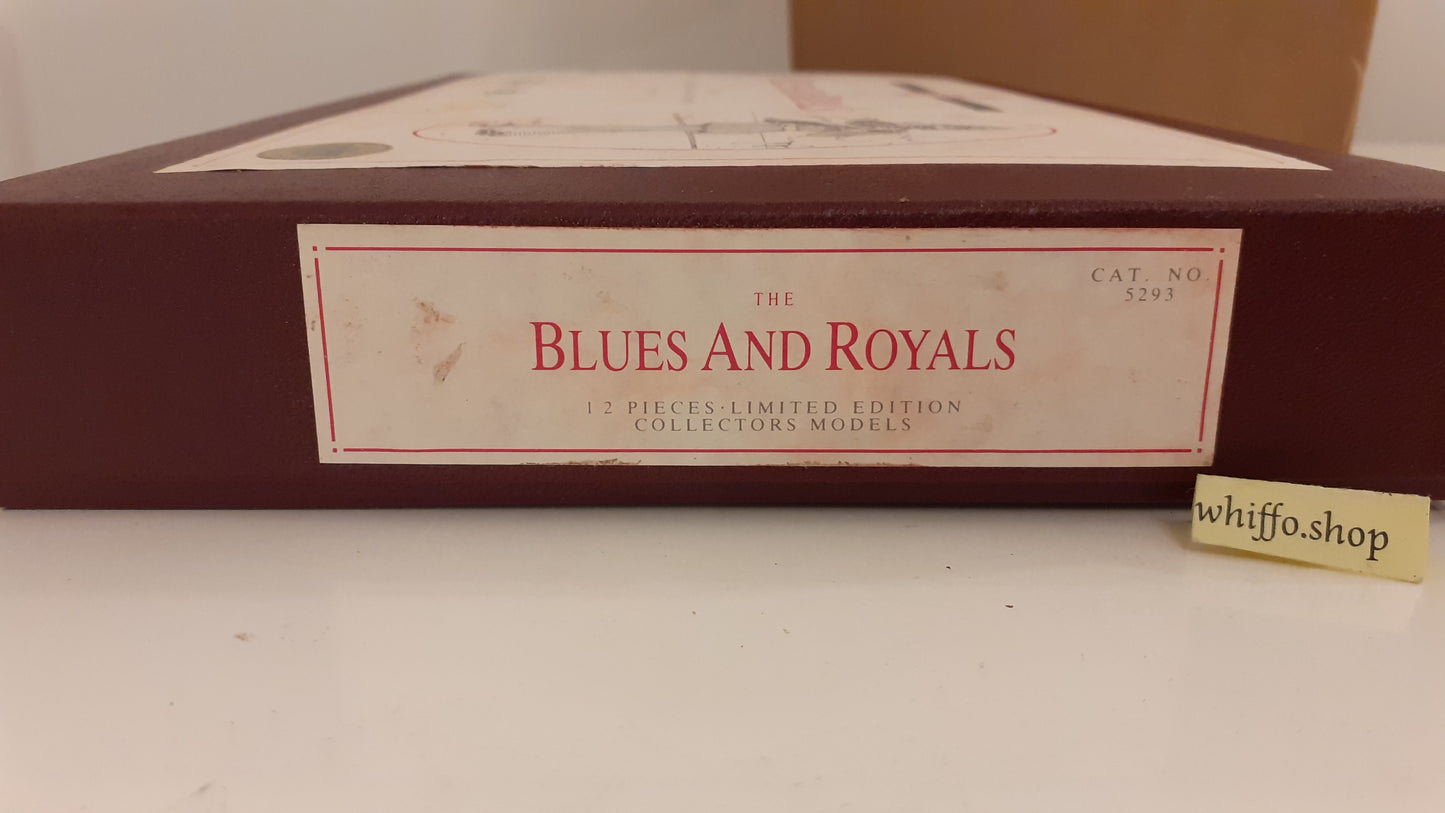 THE
BLUES AND ROYALS
12 PIECES·LIMITED EDITION
COLLECTORS MODELS
CAT. NO.
5293
whiffo.shop